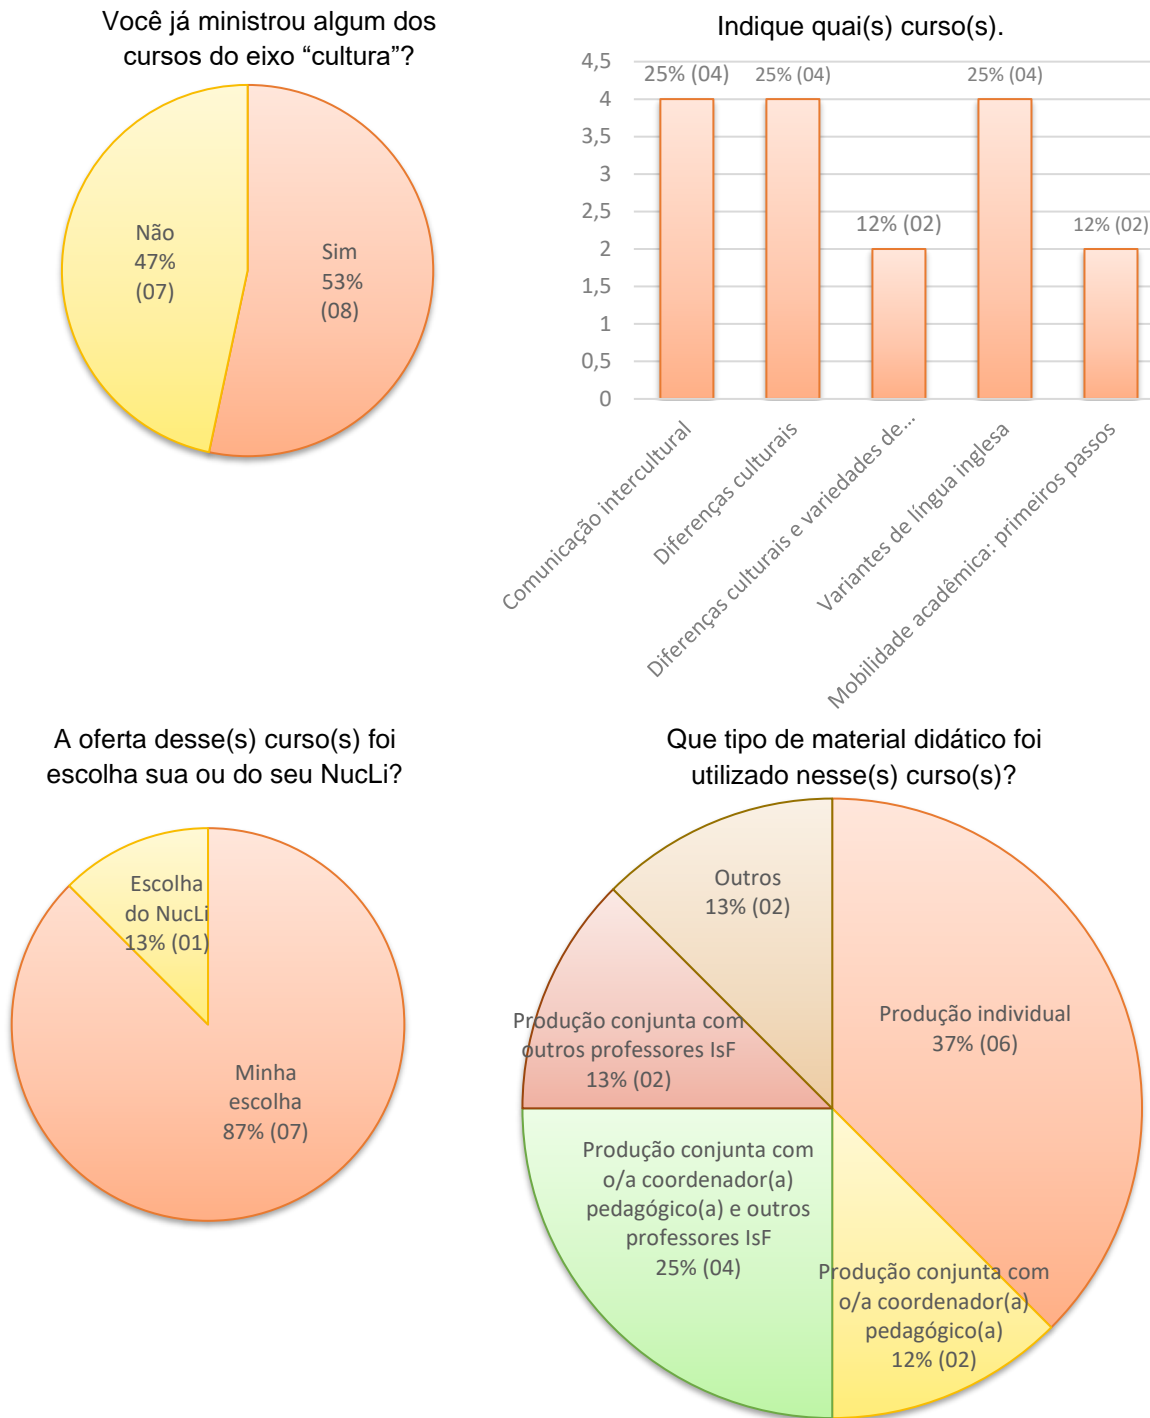 Você já ministrou algum dos
cursos do eixo “cultura”?
Não
47%
(07)
Sim
53%
(08)
Indique quai(s) curso(s).
4,5
4
3,5
3
2,5
2
1,5
1
0,5
0
25% (04)
25% (04)
12% (02)
25% (04)
12% (02)
Comunicação intercultural
Diferenças culturais
Diferenças culturais e variedades de...
Variantes de língua inglesa
Mobilidade acadêmica: primeiros passos
A oferta desse(s) curso(s) foi
escolha sua ou do seu NucLi?
Escolha
do NucLi
13% (01)
Minha
escolha
87% (07)
Que tipo de material didático foi
utilizado nesse(s) curso(s)?
Outros
13% (02)
Produção individual
37% (06)
Produção conjunta com
outros professores IsF
13% (02)
Produção conjunta com
o/a coordenador(a)
pedagógico(a) e outros
professores IsF
25% (04)
Produção conjunta com
o/a coordenador(a)
pedagógico(a)
12% (02)